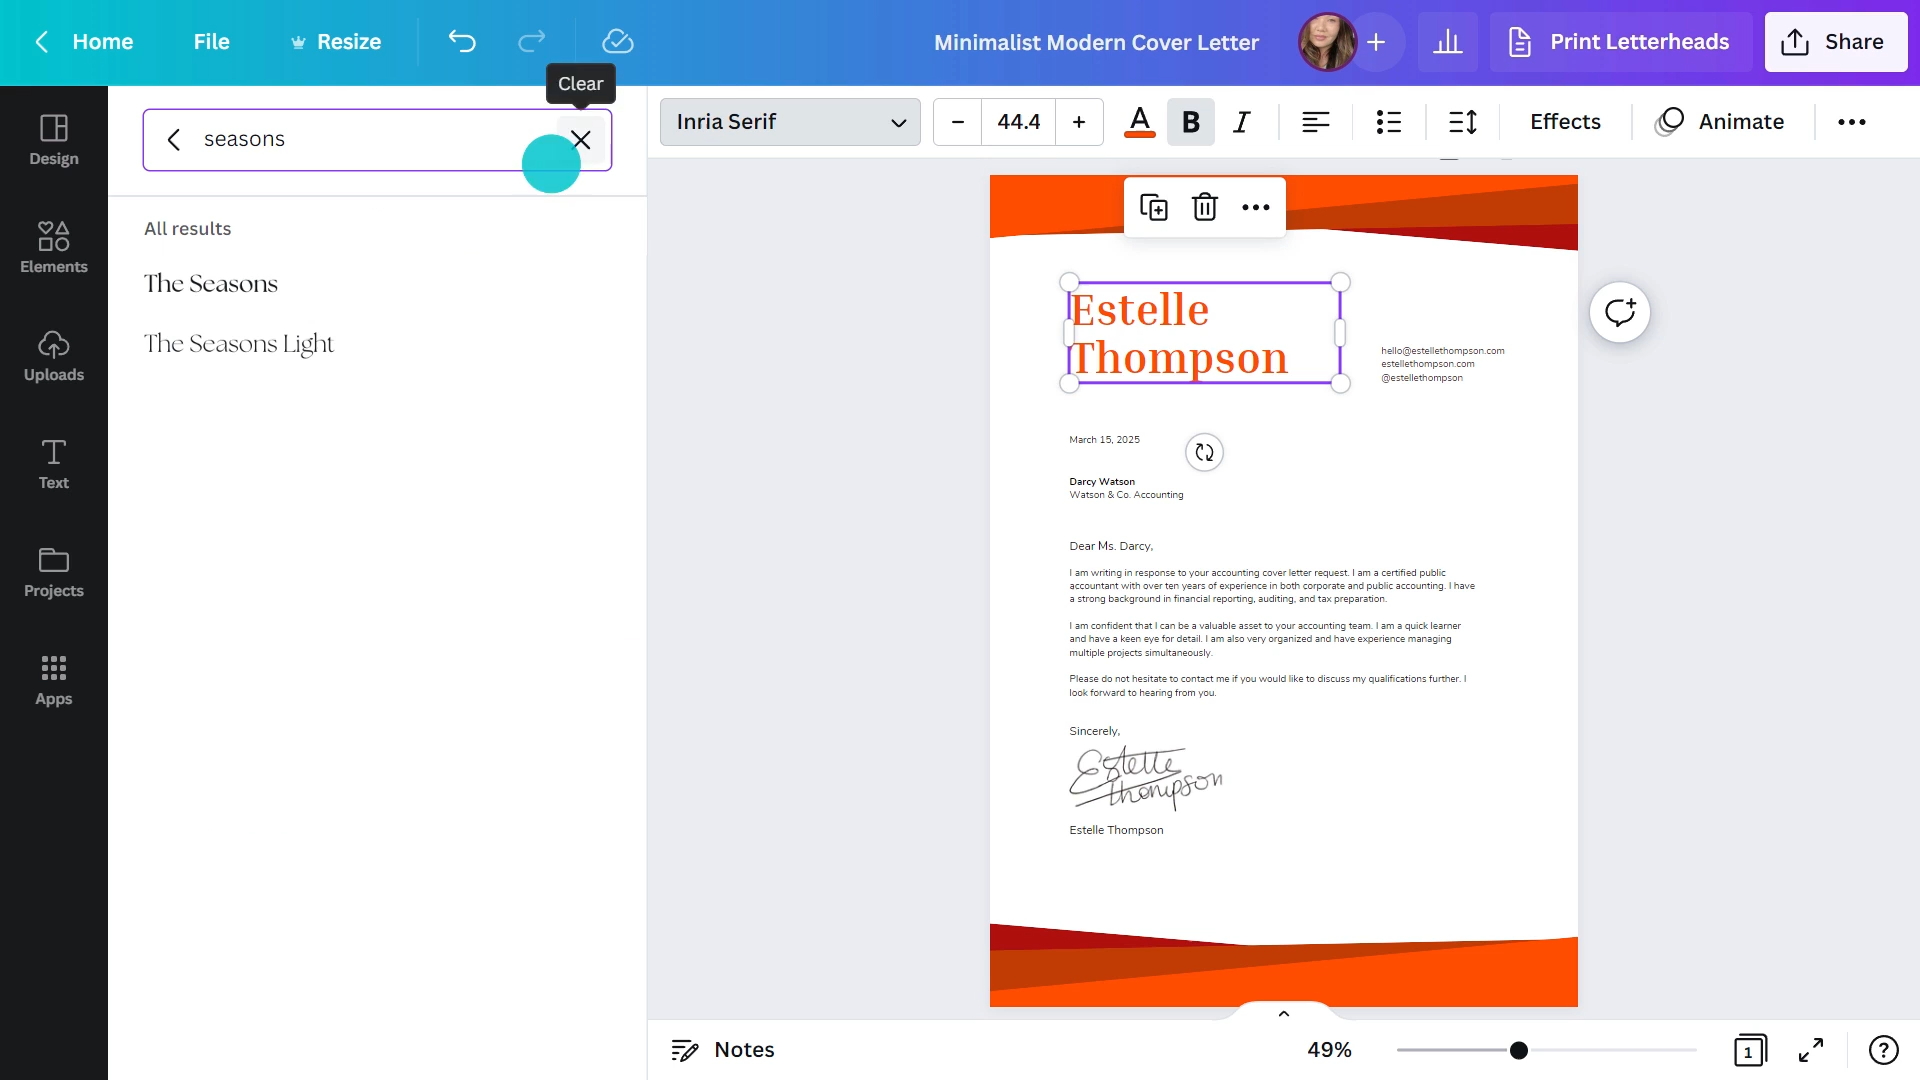 Home
File
Resize
Minimalist Modern Cover Letter
Print Letterheads
Share
Clear
seasons
Inria Serif
44.4
A
B
I
Effects
Animate
Design
Elements
Uploads
Text
Projects
Apps
All results
The Seasons
The Seasons Light
Estelle
Thompson
hello@estellethompson.com
estellethompson.com
@estellethompson
March 15, 2025
Darcy Watson
Watson & Co. Accounting
Dear Ms. Darcy,
I am writing in response to your accounting cover letter request. I am a certified public
accountant with over ten years of experience in both corporate and public accounting. I have
a strong background in financial reporting, auditing, and tax preparation.
I am confident that I can be a valuable asset to your accounting team. I am a quick learner
and have a keen eye for detail. I am also very organized and have experience managing
multiple projects simultaneously.
Please do not hesitate to contact me if you would like to discuss my qualifications further. I
look forward to hearing from you.
Sincerely,
Estelle
Thompson
Estelle Thompson
Notes
49%
1